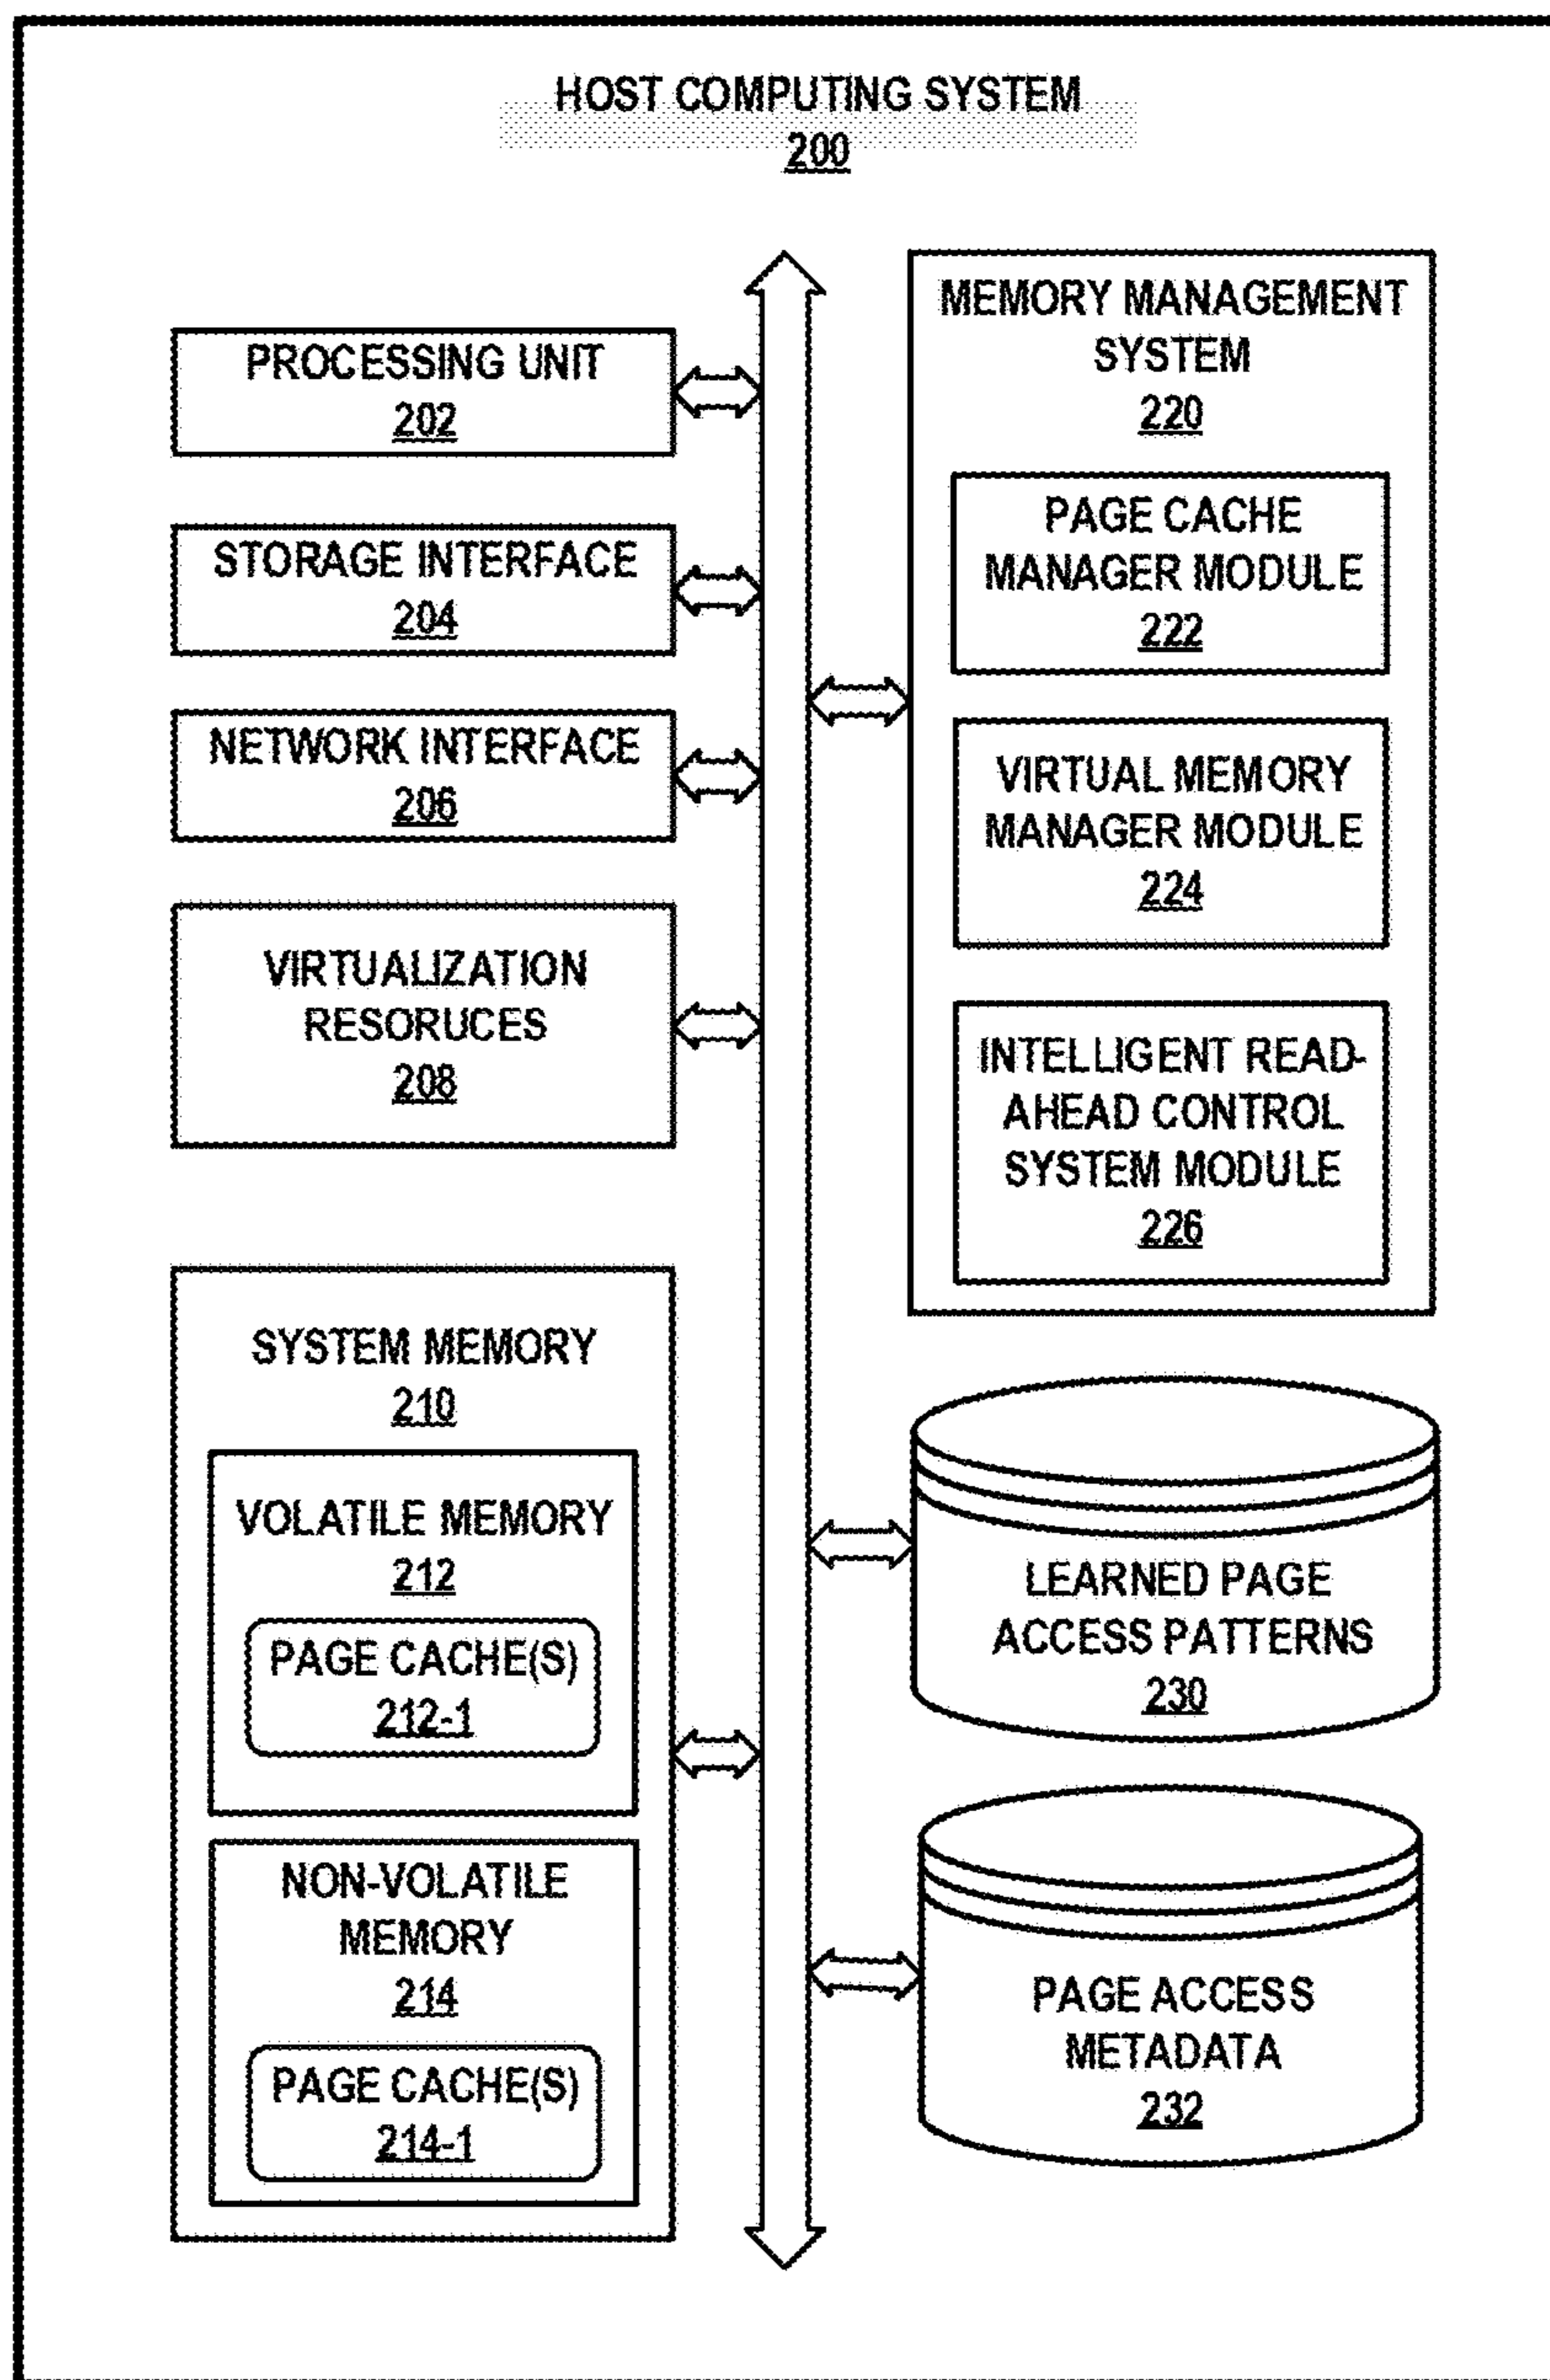 HOST COMPUTING SYSTEM
200
PROCESSING UNIT
202
STORAGE INTERFACE
204
NETWORK INTERFACE
206
VIRTUALIZATION
RESORUCES
208
SYSTEM MEMORY
210
VOLATILE MEMORY
212
PAGE CACHE(S)
212-1
NON-VOLATILE
MEMORY
214
PAGE CACHE(S)
214-1
MEMORY MANAGEMENT
SYSTEM
220
PAGE CACHE
MANAGER MODULE
222
VIRTUAL MEMORY
MANAGER MODULE
224
INTELLIGENT READ-
AHEAD CONTROL
SYSTEM MODULE
226
LEARNED PAGE
ACCESS PATTERNS
230
PAGE ACCESS
METADATA
232